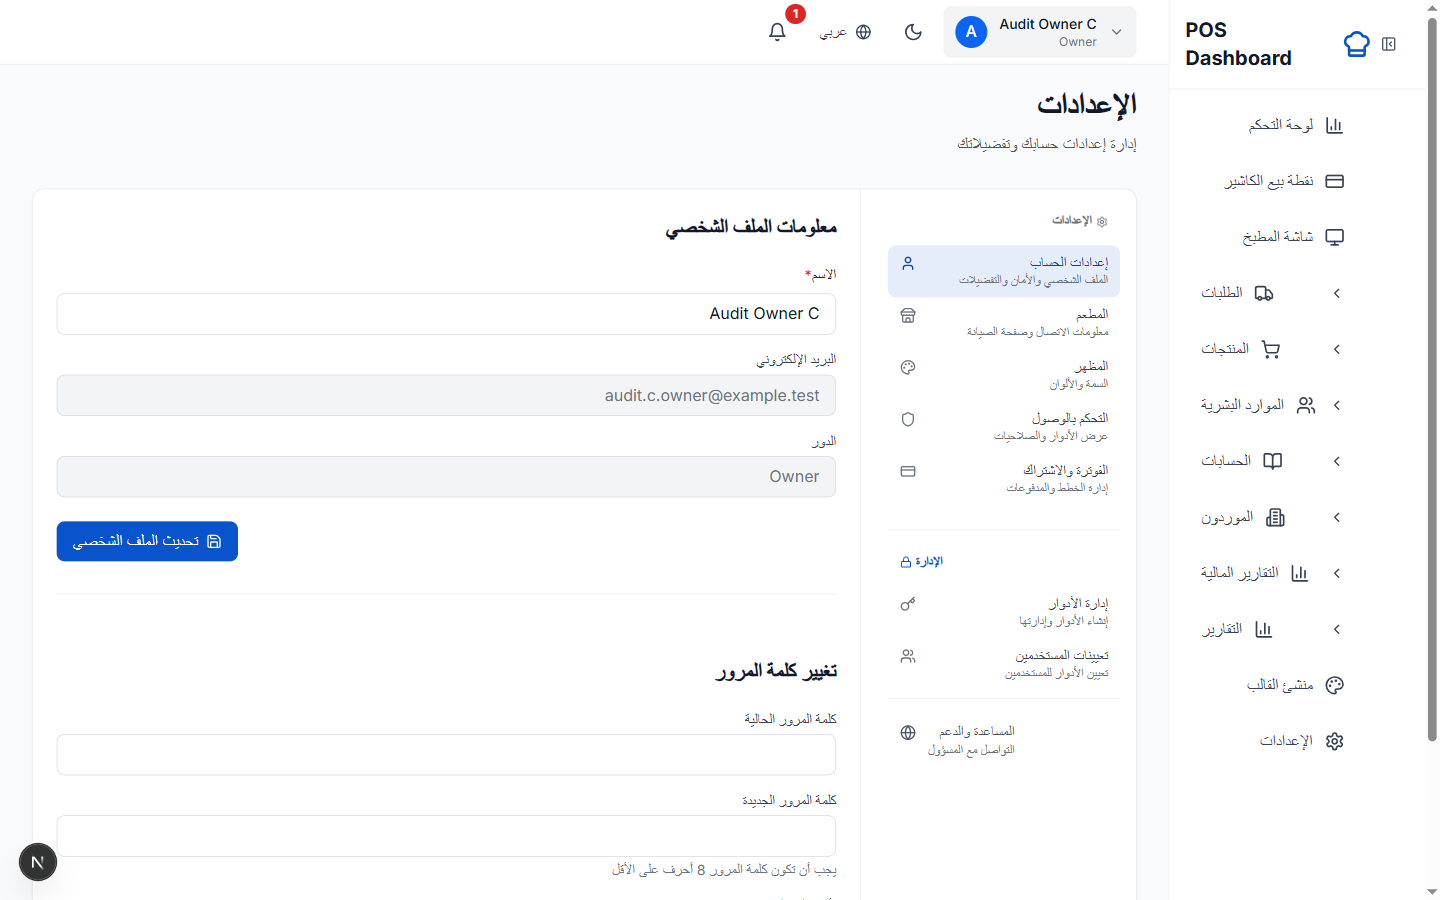 POS
Dashboard
لوحة التحكم
نقطة بيع الكاشير
شاشة المطبخ
الطلبات
المنتجات
الموارد البشرية
الحسابات
الموردون
التقارير المالية
التقارير
منشئ القالب
الإعدادات
Audit Owner C
Owner
A
عربي
1
الإعدادات
إدارة إعدادات حسابك وتفضيلاتك
الإعدادات
إعدادات الحساب
الملف الشخصي والأمان والتفضيلات
المطعم
معلومات الاتصال وصفحة الصيانة
المظهر
السمة والألوان
التحكم بالوصول
عرض الأدوار والصلاحيات
الفوترة والاشتراك
إدارة الخطط والمدفوعات
الإدارة
إدارة الأدوار
إنشاء الأدوار وإدارتها
تعيينات المستخدمين
تعيين الأدوار للمستخدمين
المساعدة والدعم
التواصل مع المسؤول
معلومات الملف الشخصي
الاسم*
Audit Owner C
البريد الإلكتروني
audit.c.owner@example.test
الدور
Owner
تحديث الملف الشخصي
تغيير كلمة المرور
كلمة المرور الحالية
كلمة المرور الجديدة
يجب أن تكون كلمة المرور 8 أحرف على الأقل
N